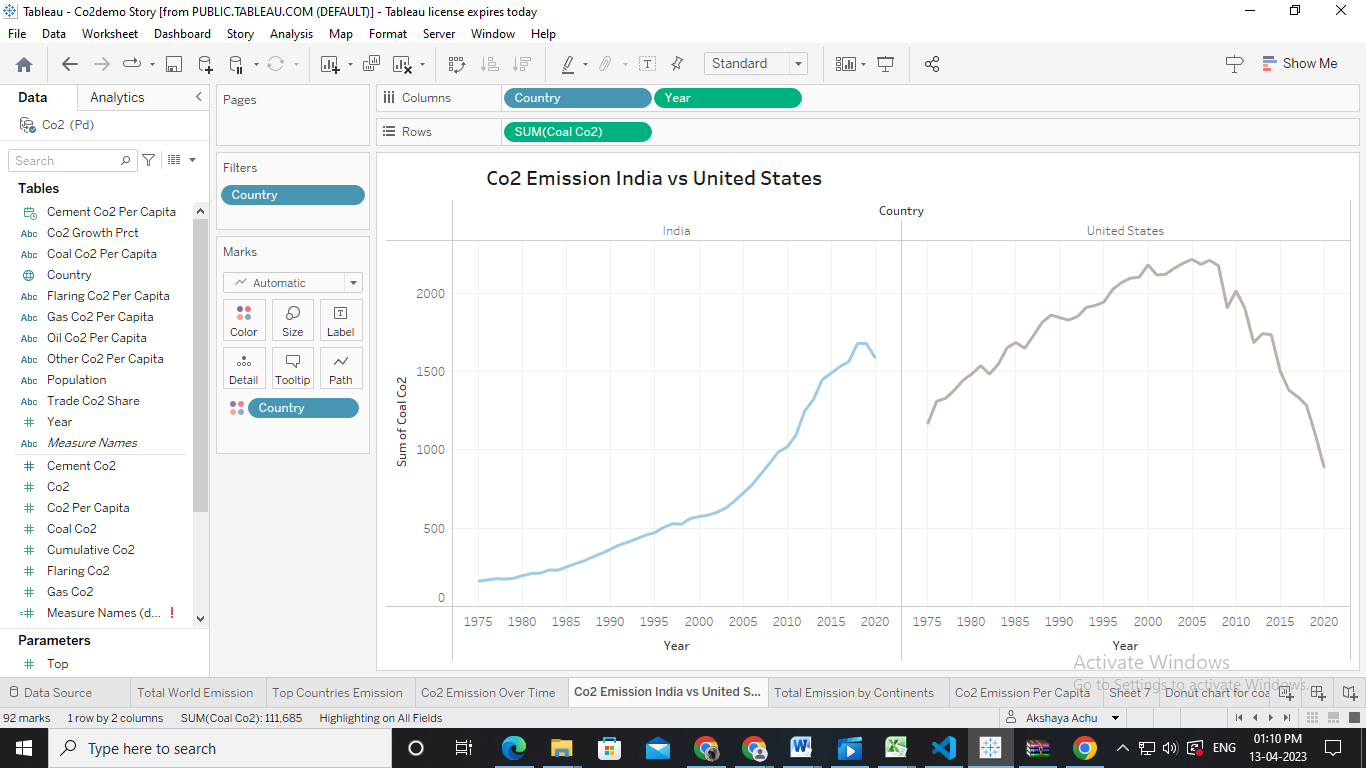 Tableau - Co2demo Story [from PUBLIC.TABLEAU.COM (DEFAULT)] - Tableau license expires today
File Data Worksheet Dashboard Story Analysis Map Format Server Window Help
Standard
Show Me
Data Analytics
Co2 (Pd)
Search
Tables
Cement Co2 Per Capita
Abc Co2 Growth Prct
Abc Coal Co2 Per Capita
Country
Abc Flaring Co2 Per Capita
Abc Gas Co2 Per Capita
Abc Oil Co2 Per Capita
Abc Other Co2 Per Capita
Abc Population
Abc Trade Co2 Share
# Year
Abc Measure Names
# Cement Co2
# Co2
# Co2 Per Capita
# Coal Co2
# Cumulative Co2
# Flaring Co2
# Gas Co2
=# Measure Names (d... !
Parameters
# Top
Pages
Filters
Country
Marks
Automatic
Color Size Label
Detail Tooltip Path
Country
Columns Country Year
Rows SUM(Coal Co2)
Co2 Emission India vs United States
Country
India United States
Sum of Coal Co2
2000
1500
1000
500
0
1975 1980 1985 1990 1995 2000 2005 2010 2015 2020 1975 1980 1985 1990 1995 2000 2005 2010 2015 2020
Year Year
Activate Windows
Go to Settings to activate Windows.
Data Source Total World Emission Top Countries Emission Co2 Emission Over Time Co2 Emission India vs United S... Total Emission by Continents Co2 Emission Per Capita Sheet 7 Donut chart for coa
92 marks 1 row by 2 columns SUM(Coal Co2): 111,685 Highlighting on All Fields Akshaya Achu
Type here to search
ENG
01:10 PM
13-04-2023